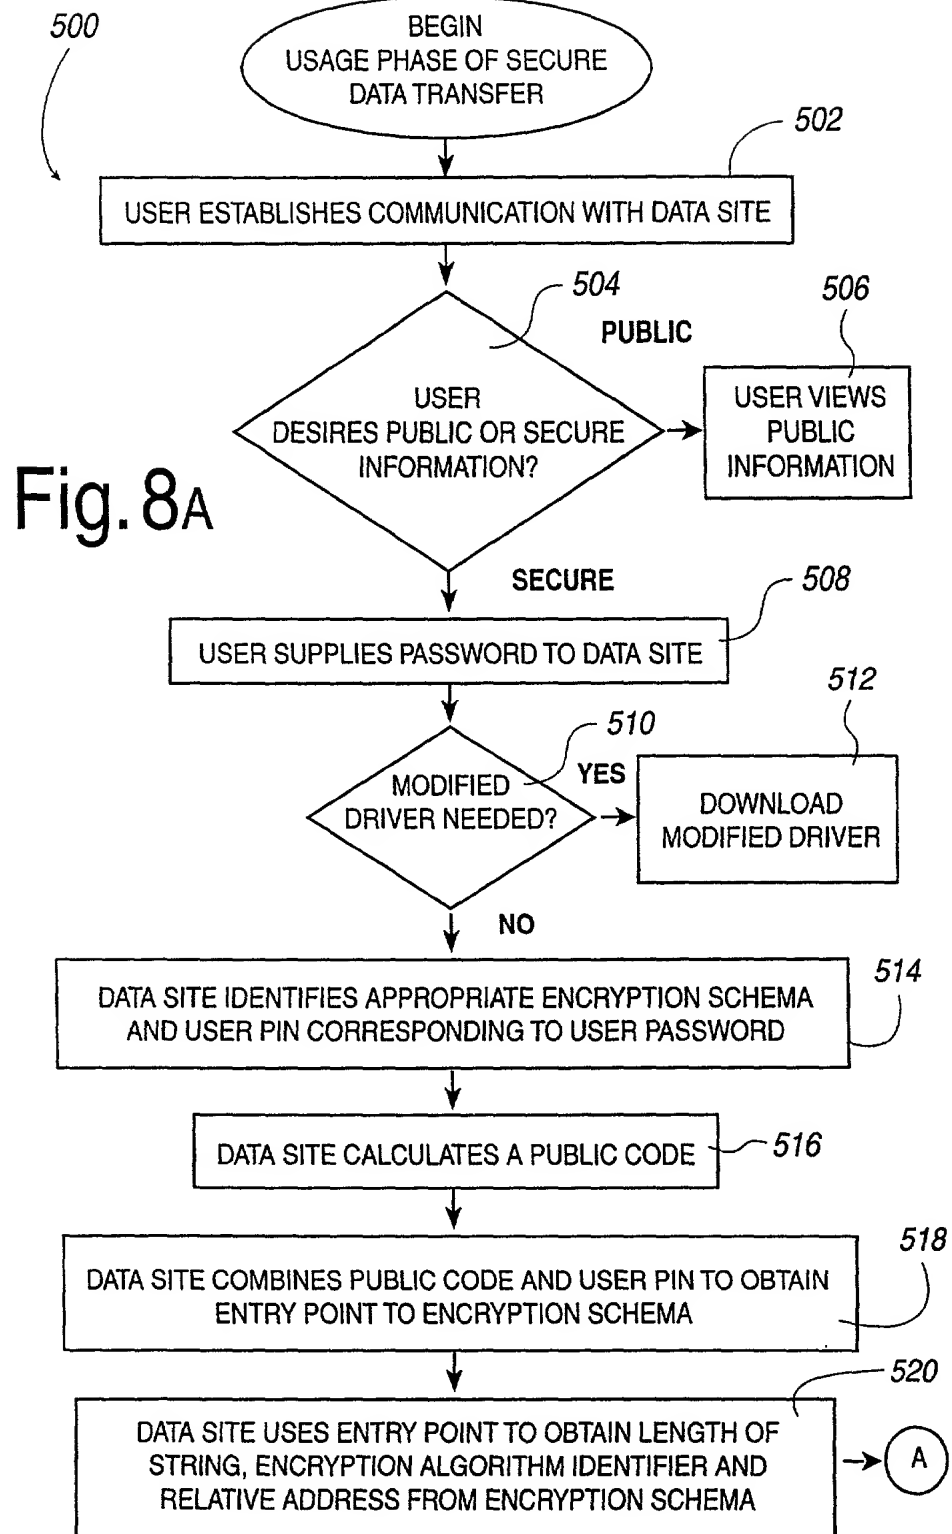 500
BEGIN
USAGE PHASE OF SECURE
DATA TRANSFER
502
USER ESTABLISHES COMMUNICATION WITH DATA SITE
504
PUBLIC
506
USER
DESIRES PUBLIC OR SECURE
INFORMATION?
USER VIEWS
PUBLIC
INFORMATION
Fig. 8A
SECURE
508
USER SUPPLIES PASSWORD TO DATA SITE
510
512
MODIFIED
DRIVER NEEDED?
YES
DOWNLOAD
MODIFIED DRIVER
NO
514
DATA SITE IDENTIFIES APPROPRIATE ENCRYPTION SCHEMA
AND USER PIN CORRESPONDING TO USER PASSWORD
516
DATA SITE CALCULATES A PUBLIC CODE
518
DATA SITE COMBINES PUBLIC CODE AND USER PIN TO OBTAIN
ENTRY POINT TO ENCRYPTION SCHEMA
520
DATA SITE USES ENTRY POINT TO OBTAIN LENGTH OF
STRING, ENCRYPTION ALGORITHM IDENTIFIER AND
RELATIVE ADDRESS FROM ENCRYPTION SCHEMA
A